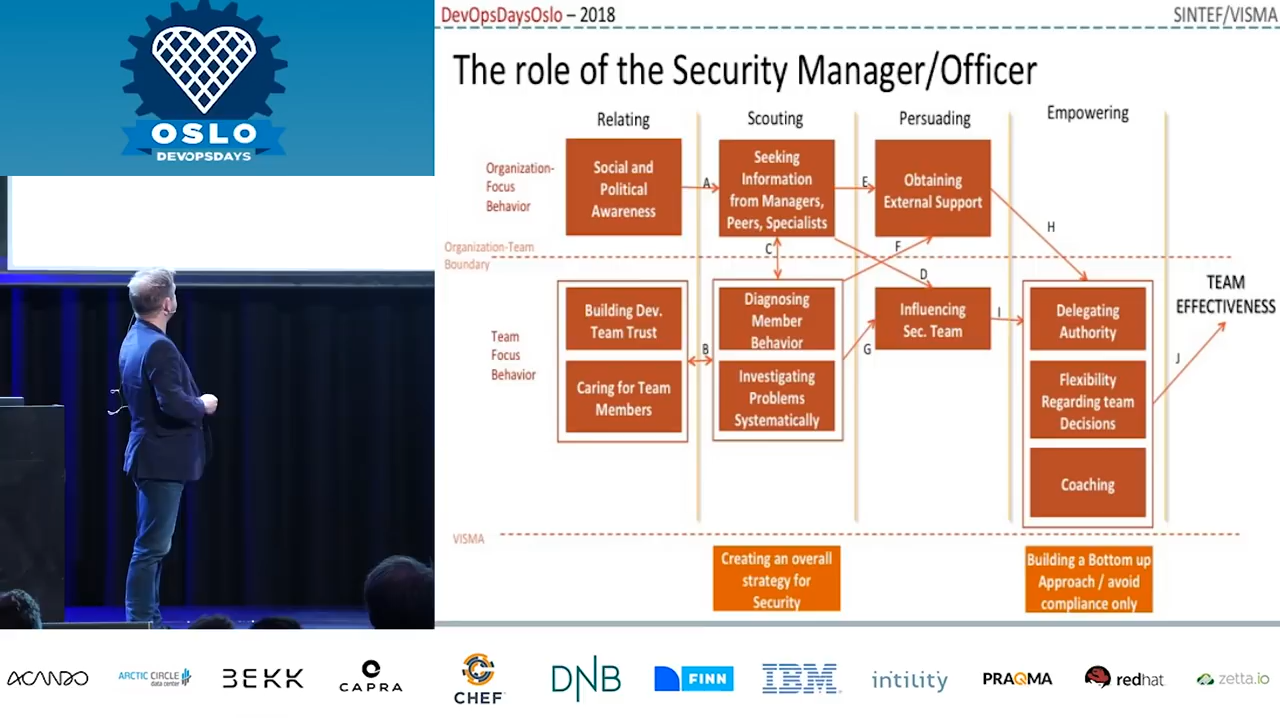 OSLO
DEVOPSDAYS
DevOpsDaysOslo – 2018
SINTEF/VISMA
The role of the Security Manager/Officer
Relating
Scouting
Persuading
Empowering
Organization-
Focus
Behavior
Social and
Political
Awareness
A
Seeking
Information
from Managers,
Peers, Specialists
E
Obtaining
External Support
H
Organization-Team
Boundary
C
F
D
Team
Focus
Behavior
Building Dev.
Team Trust
Caring for Team
Members
B
Diagnosing
Member
Behavior
Investigating
Problems
Systematically
G
Influencing
Sec. Team
I
Delegating
Authority
Flexibility
Regarding team
Decisions
Coaching
J
TEAM
EFFECTIVENESS
VISMA
Creating an overall
strategy for
Security
Building a Bottom up
Approach / avoid
compliance only
ACANDO
ARCTIC CIRCLE
data center
BEKK
CAPRA
CHEF
DNB
FINN
IBM
intility
PRAQMA
redhat
zetta.io